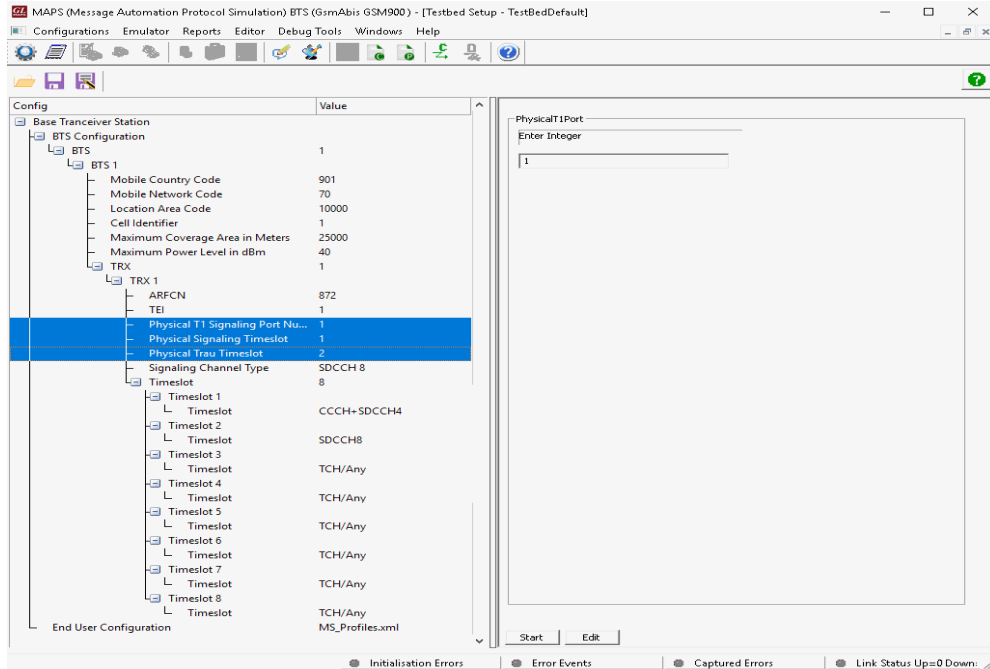 GL MAPS (Message Automation Protocol Simulation) BTS (GsmAbis GSM900 ) - [Testbed Setup - TestBedDefault]
Configurations Emulator Reports Editor Debug Tools Windows Help
Config Value
Base Tranceiver Station
BTS Configuration
BTS 1
BTS 1
Mobile Country Code 901
Mobile Network Code 70
Location Area Code 10000
Cell Identifier 1
Maximum Coverage Area in Meters 25000
Maximum Power Level in dBm 40
TRX 1
TRX 1
ARFCN 872
TEI 1
Physical T1 Signaling Port Nu... 1
Physical Signaling Timeslot 1
Physical Trau Timeslot 2
Signaling Channel Type SDCCH 8
Timeslot 8
Timeslot 1
Timeslot CCCH+SDCCH4
Timeslot 2
Timeslot SDCCH8
Timeslot 3
Timeslot TCH/Any
Timeslot 4
Timeslot TCH/Any
Timeslot 5
Timeslot TCH/Any
Timeslot 6
Timeslot TCH/Any
Timeslot 7
Timeslot TCH/Any
Timeslot 8
Timeslot TCH/Any
End User Configuration MS_Profiles.xml
PhysicalT1Port
Enter Integer
1
Start Edit
Initialisation Errors Error Events Captured Errors Link Status Up=0 Down: